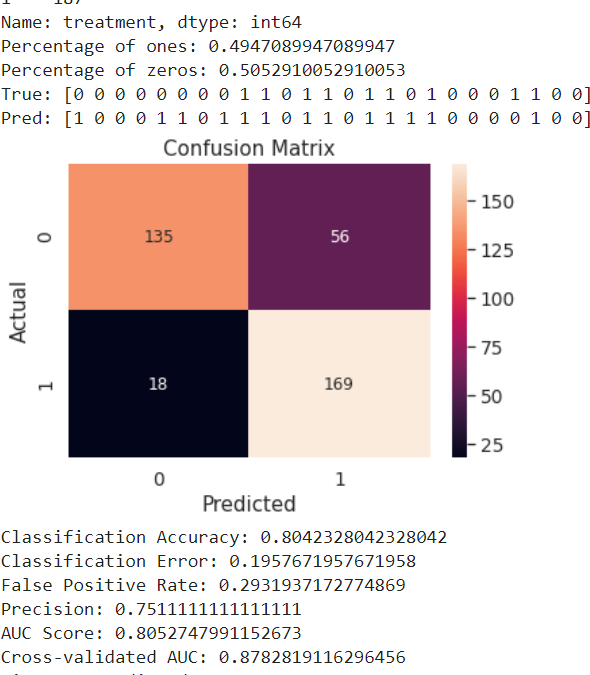 Name: treatment, dtype: int64
Percentage of ones: 0.4947089947089947
Percentage of zeros: 0.5052910052910053
True: [0 0 0 0 0 0 0 0 1 1 0 1 1 0 1 1 0 1 0 0 0 1 1 0 0]
Pred: [1 0 0 0 1 1 0 1 1 1 0 1 1 0 1 1 1 1 0 0 0 0 1 0 0]
Confusion Matrix
0
135
56
150
125
100
Actual
75
1
18
169
50
25
0
1
Predicted
Classification Accuracy: 0.8042328042328042
Classification Error: 0.1957671957671958
False Positive Rate: 0.2931937172774869
Precision: 0.7511111111111111
AUC Score: 0.8052747991152673
Cross-validated AUC: 0.8782819116296456